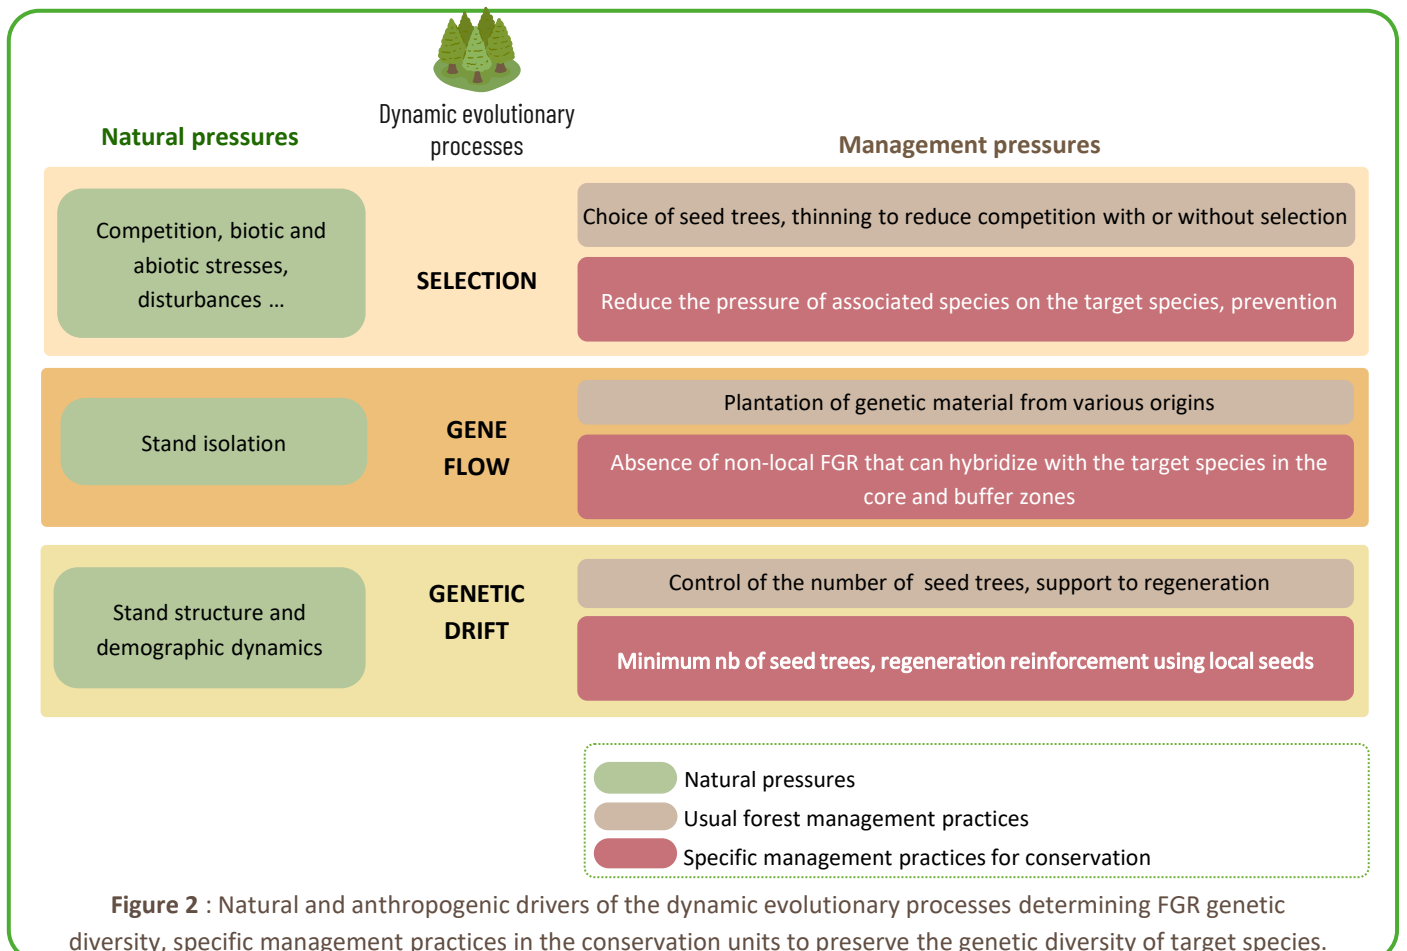 Dynamic evolutionary
processes
Natural pressures
Management pressures
Competition, biotic and
abiotic stresses,
disturbances ...
SELECTION
Choice of seed trees, thinning to reduce competition with or without selection
Reduce the pressure of associated species on the target species, prevention
Stand isolation
GENE
FLOW
Plantation of genetic material from various origins
Absence of non-local FGR that can hybridize with the target species in the
core and buffer zones
Stand structure and
demographic dynamics
GENETIC
DRIFT
Control of the number of seed trees, support to regeneration
Minimum nb of seed trees, regeneration reinforcement using local seeds
Natural pressures
Usual forest management practices
Specific management practices for conservation
Figure 2 : Natural and anthropogenic drivers of the dynamic evolutionary processes determining FGR genetic
diversity, specific management practices in the conservation units to preserve the genetic diversity of target species.